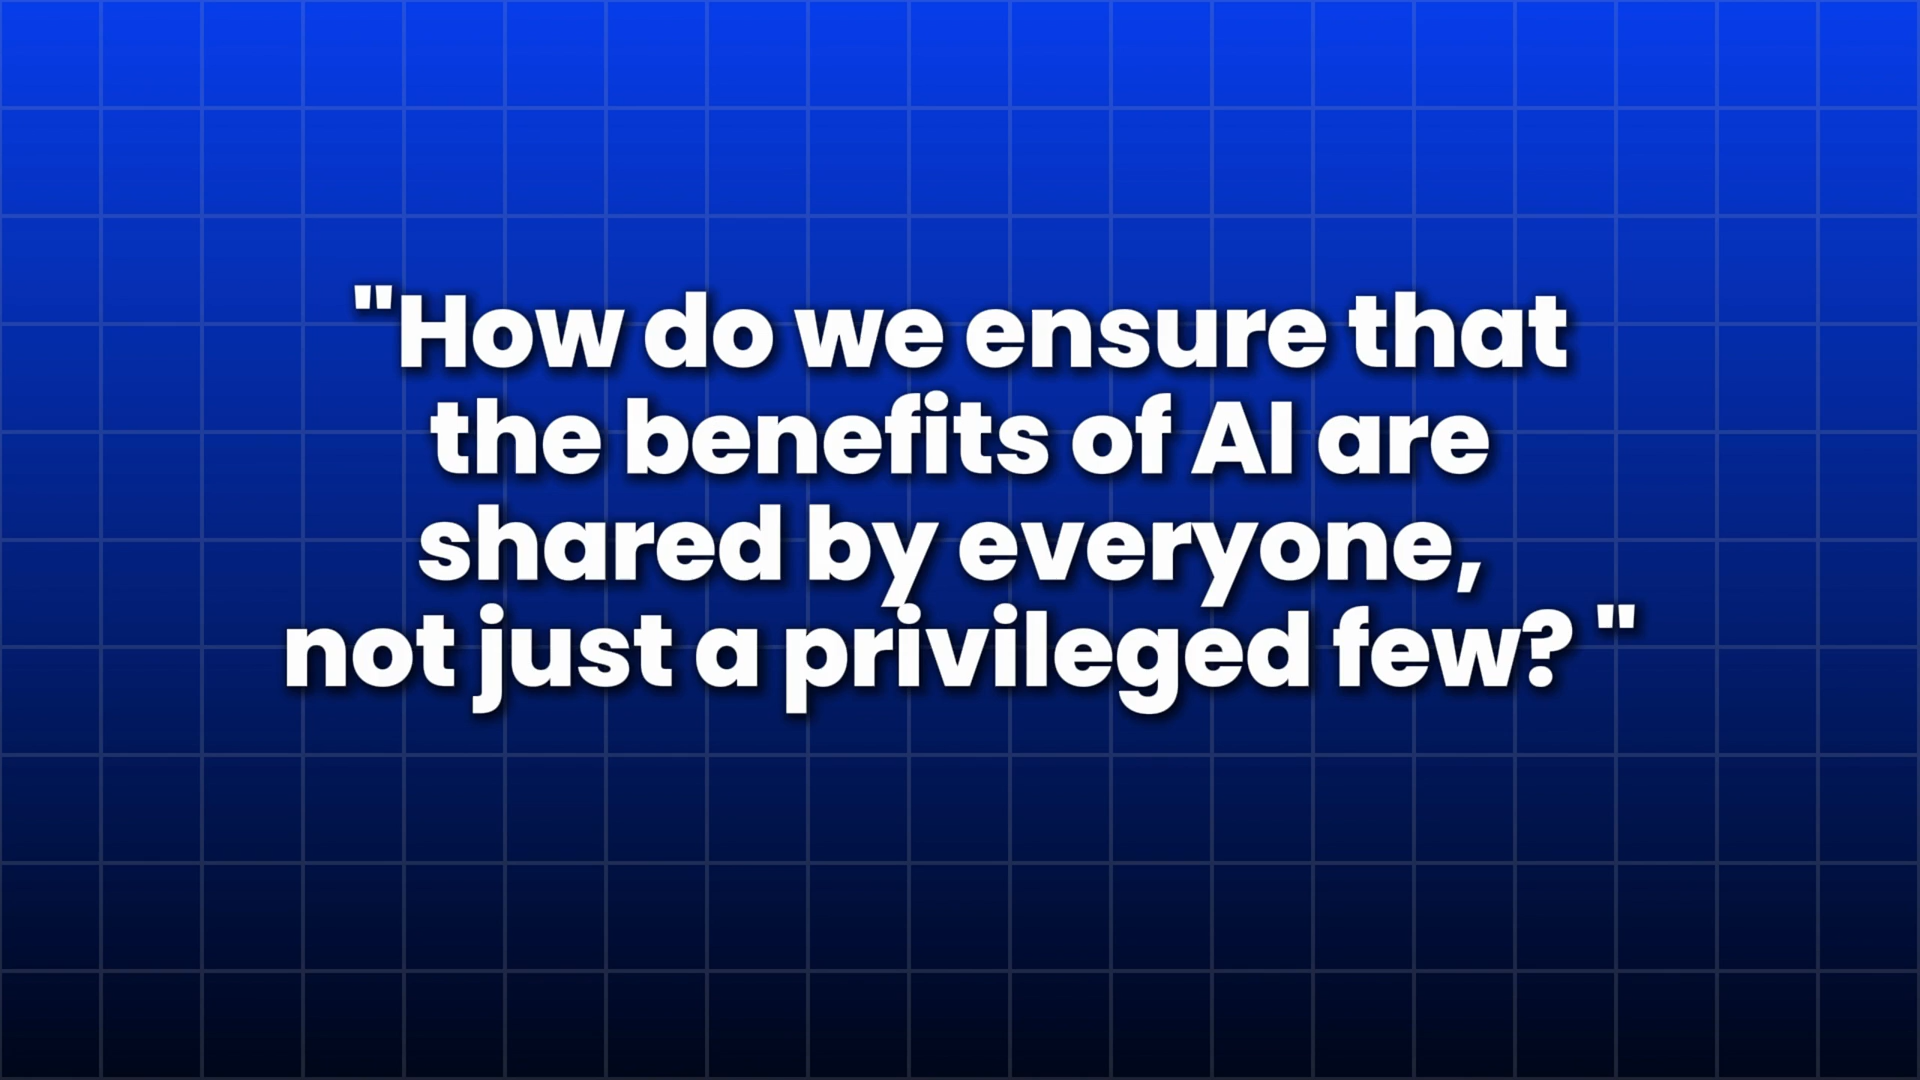 "How do we ensure that
the benefits of AI are
shared by everyone,
not just a privileged few? "